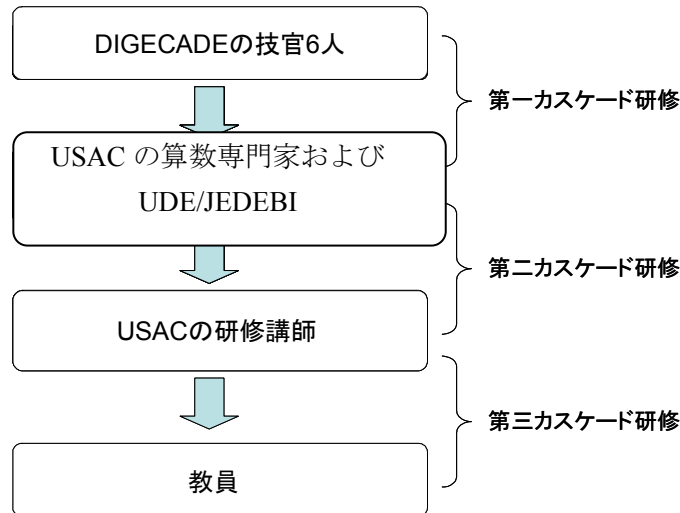 DIGECADEの技官6人
第一カスケード研修
USAC の算数専門家および
UDE/JEDEBI
第二カスケード研修
USACの研修講師
第三カスケード研修
教員